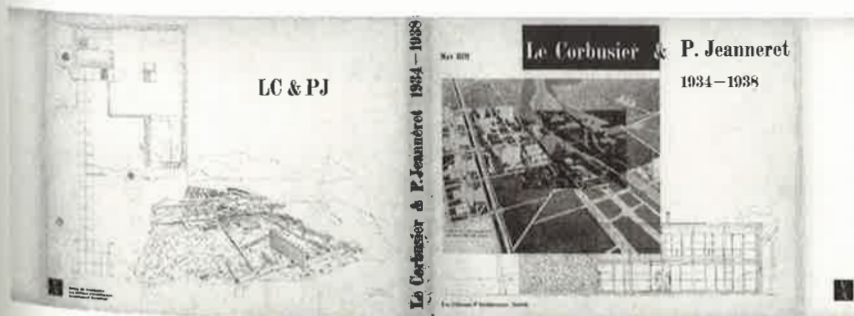 LC & PJ
Le Corbusier & P. Jeanneret 1934–1938
Max Bill
Le Corbusier & P. Jeanneret
1934–1938